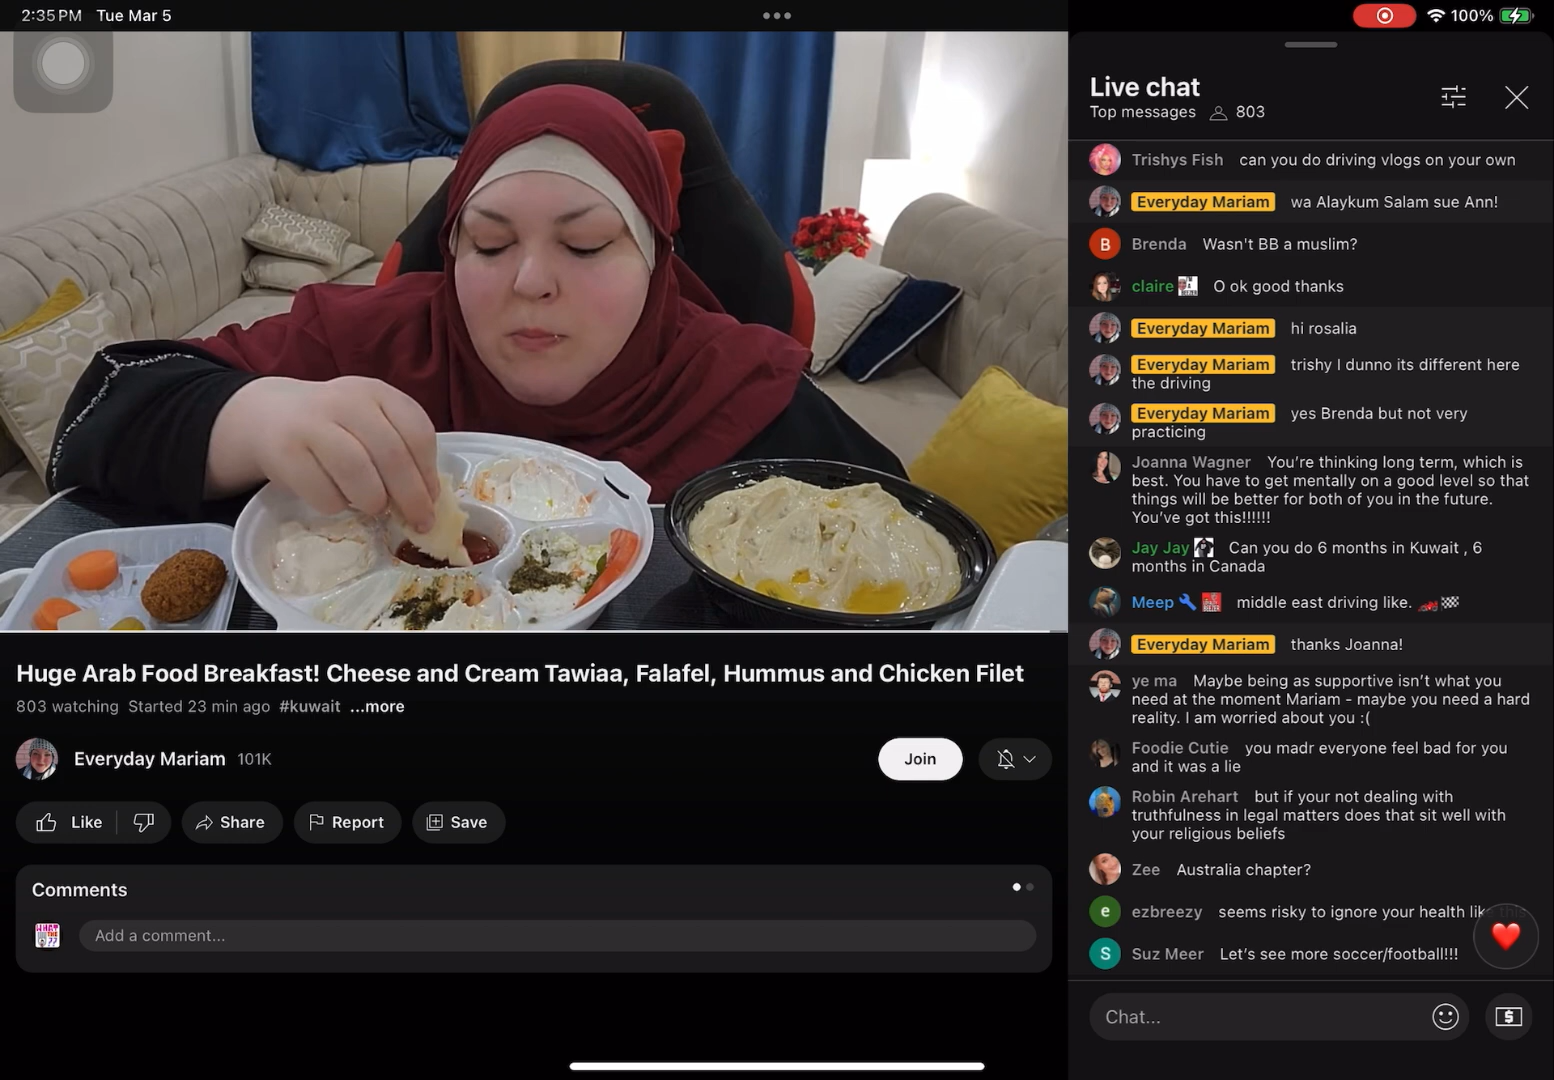 2:35 PM Tue Mar 5
100%
Huge Arab Food Breakfast! Cheese and Cream Tawiaa, Falafel, Hummus and Chicken Filet
803 watching Started 23 min ago #kuwait ...more
Everyday Mariam 101K
Join
Like
Share
Report
Save
Comments
Add a comment...
Live chat
Top messages 803
Trishys Fish can you do driving vlogs on your own
Everyday Mariam wa Alaykum Salam sue Ann!
B Brenda Wasn't BB a muslim?
claire O ok good thanks
Everyday Mariam hi rosalia
Everyday Mariam trishy I dunno its different here
the driving
Everyday Mariam yes Brenda but not very
practicing
Joanna Wagner You're thinking long term, which is
best. You have to get mentally on a good level so that
things will be better for both of you in the future.
You've got this!!!!!!
Jay Jay Can you do 6 months in Kuwait , 6
months in Canada
Meep middle east driving like.
Everyday Mariam thanks Joanna!
ye ma Maybe being as supportive isn't what you
need at the moment Mariam - maybe you need a hard
reality. I am worried about you :(
Foodie Cutie you madr everyone feel bad for you
and it was a lie
Robin Arehart but if your not dealing with
truthfulness in legal matters does that sit well with
your religious beliefs
Zee Australia chapter?
e ezbreezy seems risky to ignore your health like this
S Suz Meer Let's see more soccer/football!!!
Chat...